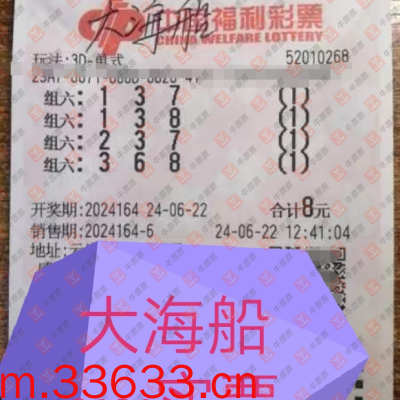 大海船
中国福利彩票
CHINA WELFARE LOTTERY
玩法:3D-单式
52010268
组六: 1 3 7 (1)
组六: 1 3 8 (1)
组六: 2 3 7 (1)
组六: 3 6 8 (1)
开奖期:2024164 24-06-22 合计8元
销售期:2024164-6 24-06-22 12:41:04
地址:
大海船
m.33633.cn